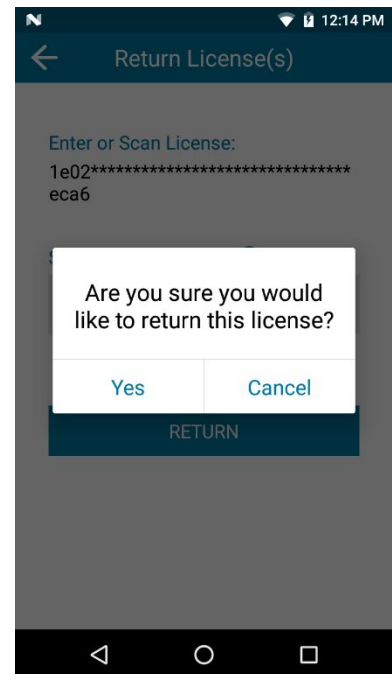 12:14 PM
Return License(s)
Enter or Scan License:
1e02*******************************
eca6
Are you sure you would
like to return this license?
Yes Cancel
RETURN